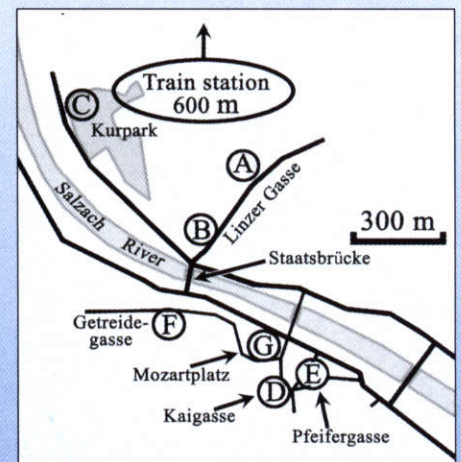 Train station
600 m
C
Kurpark
A
B
Linzer Gasse
300 m
Salzach River
Staatsbrücke
Getreide-
gasse
F
G
Mozartplatz
D
E
Kaigasse
Pfeifergasse